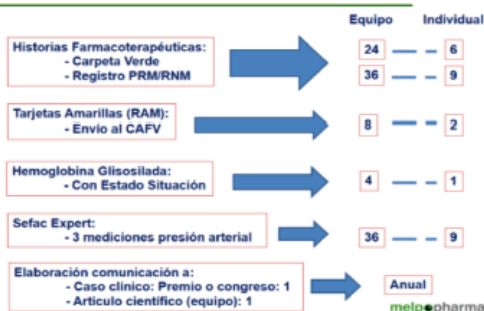 Equipo Individual
Historias Farmacoterapéuticas:
- Carpeta Verde
- Registro PRM/RNM
24 6
36 9
Tarjetas Amarillas (RAM):
- Envio al CAFV
8 2
Hemoglobina Glisosilada:
- Con Estado Situación
4 1
Sefac Expert:
- 3 mediciones presión arterial
36 9
Elaboración comunicación a:
- Caso clínico: Premio o congreso: 1
- Articulo científico (equipo): 1
Anual
melpopharma